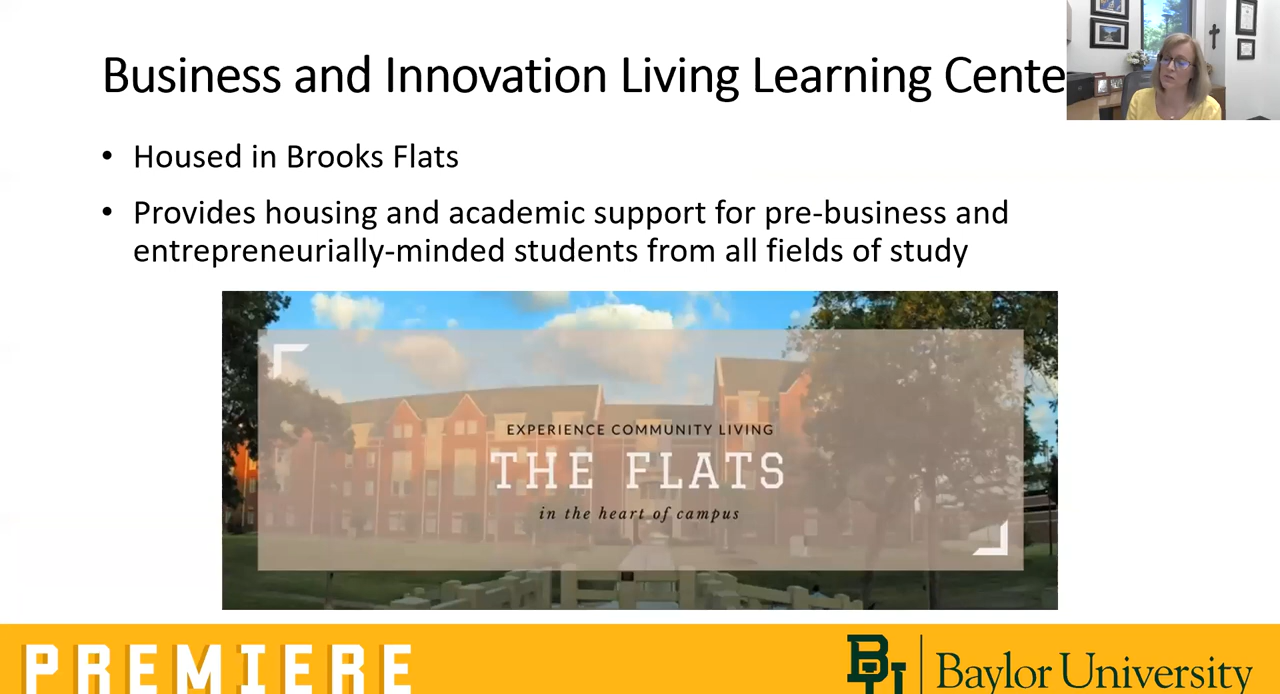 Business and Innovation Living Learning Cente
• Housed in Brooks Flats
• Provides housing and academic support for pre-business and
entrepreneurially-minded students from all fields of study
EXPERIENCE COMMUNITY LIVING
THE FLATS
in the heart of campus
PREMIERE
BU Baylor University